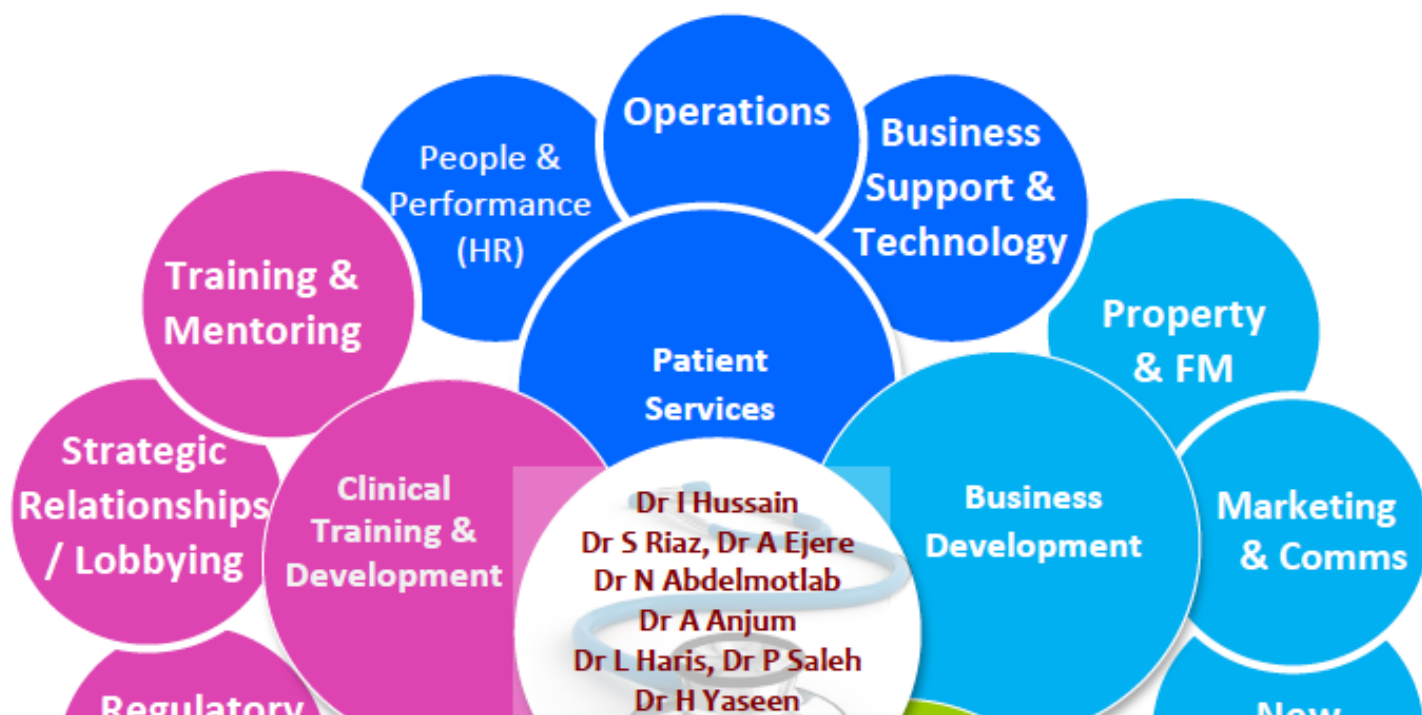 Operations
People &
Performance
(HR)
Business
Support &
Technology
Training &
Mentoring
Property
& FM
Patient
Services
Strategic
Relationships
/ Lobbying
Clinical
Training &
Development
Business
Development
Marketing
& Comms
Dr I Hussain
Dr S Riaz, Dr A Ejere
Dr N Abdelmotlab
Dr A Anjum
Dr L Haris, Dr P Saleh
Dr H Yaseen
Regulatory
New